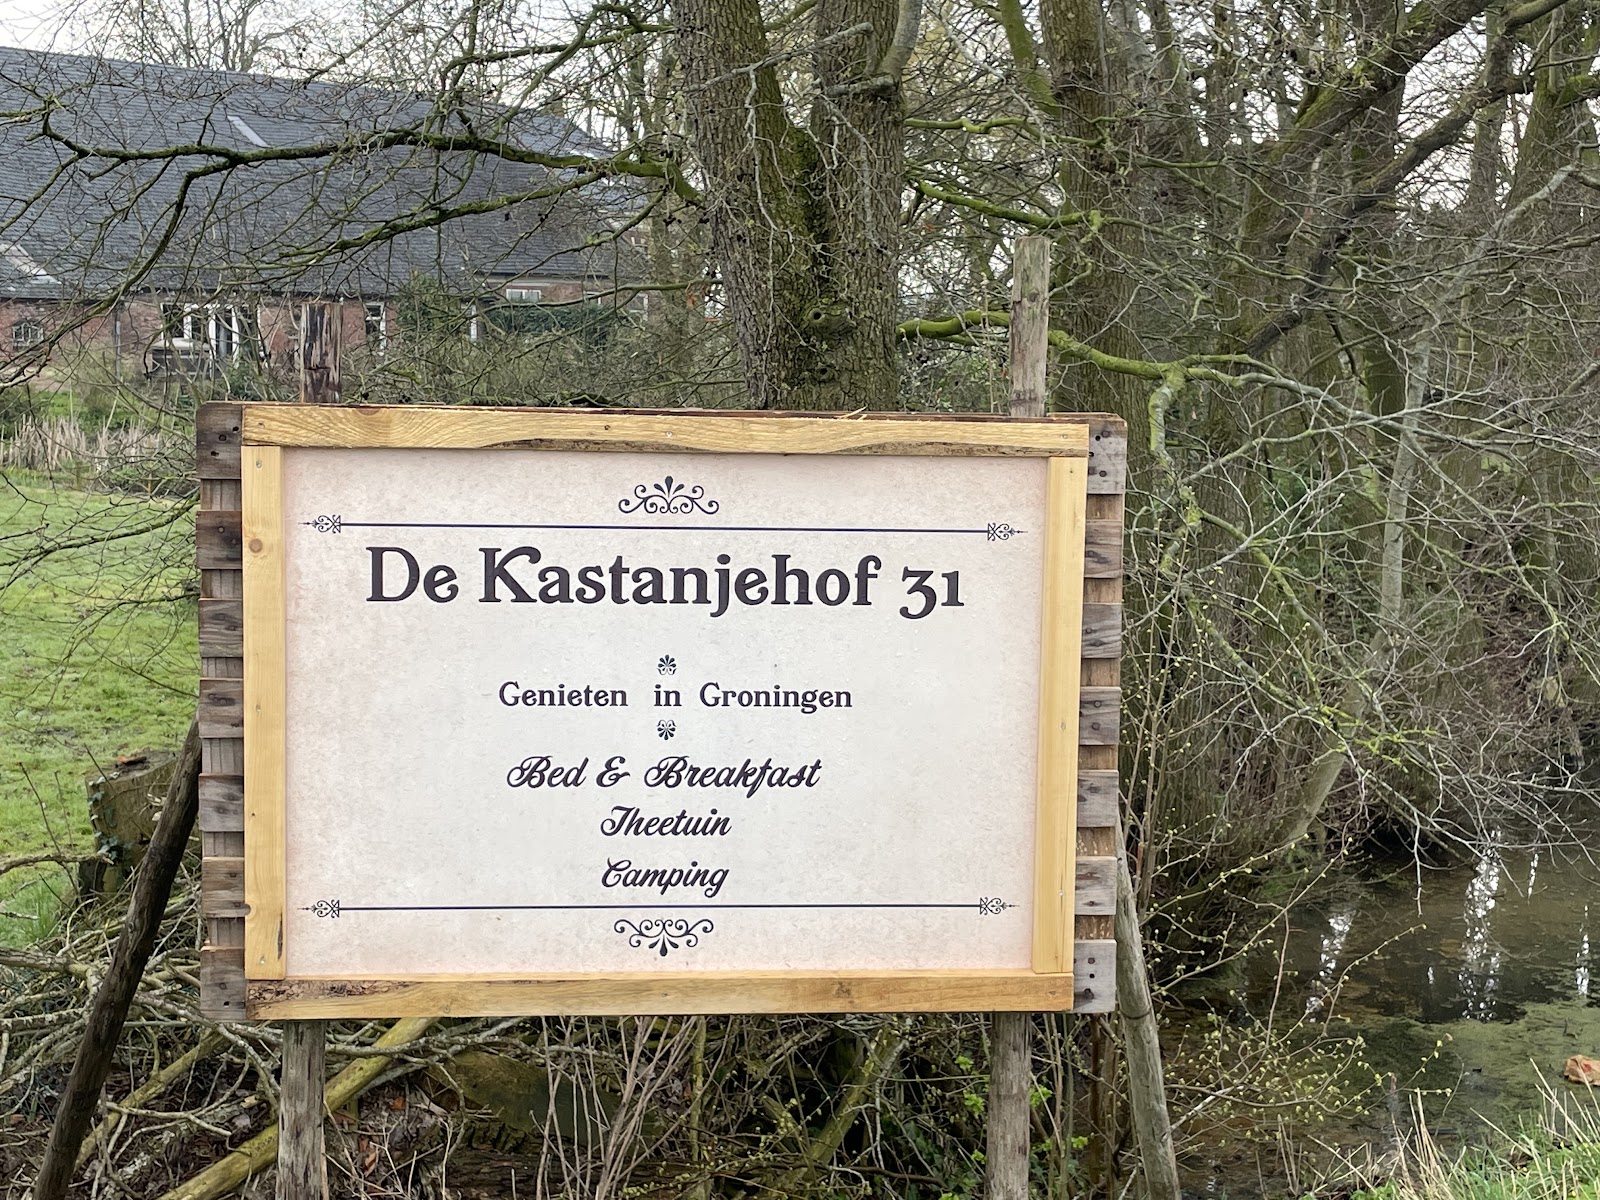 De Kastanjehof 31
Genieten in Groningen
Bed & Breakfast
Theetuin
Camping